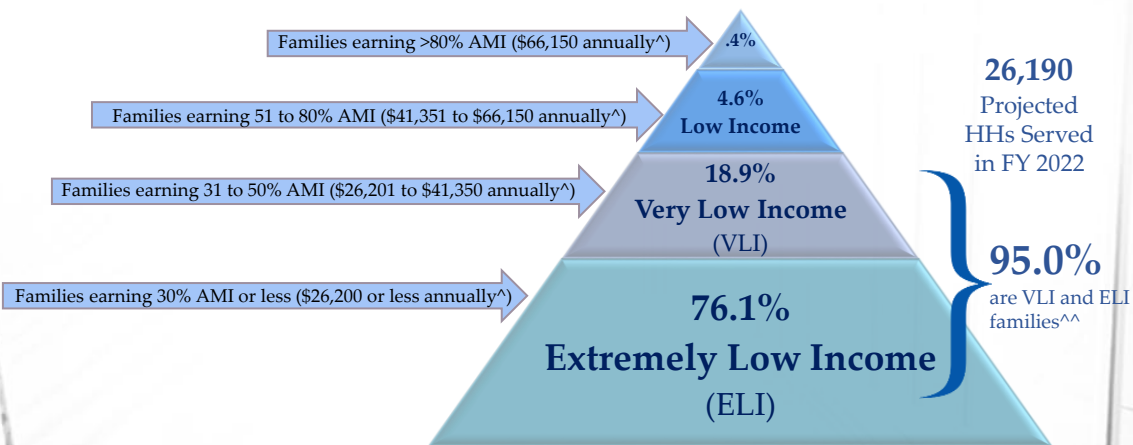 Families earning >80% AMI ($66,150 annually^)
.4%
Families earning 51 to 80% AMI ($41,351 to $66,150 annually^)
4.6%
Low Income
26,190
Projected
HHs Served
in FY 2022
Families earning 31 to 50% AMI ($26,201 to $41,350 annually^)
18.9%
Very Low Income
(VLI)
95.0%
are VLI and ELI
families^^
Families earning 30% AMI or less ($26,200 or less annually^)
76.1%
Extremely Low Income
(ELI)